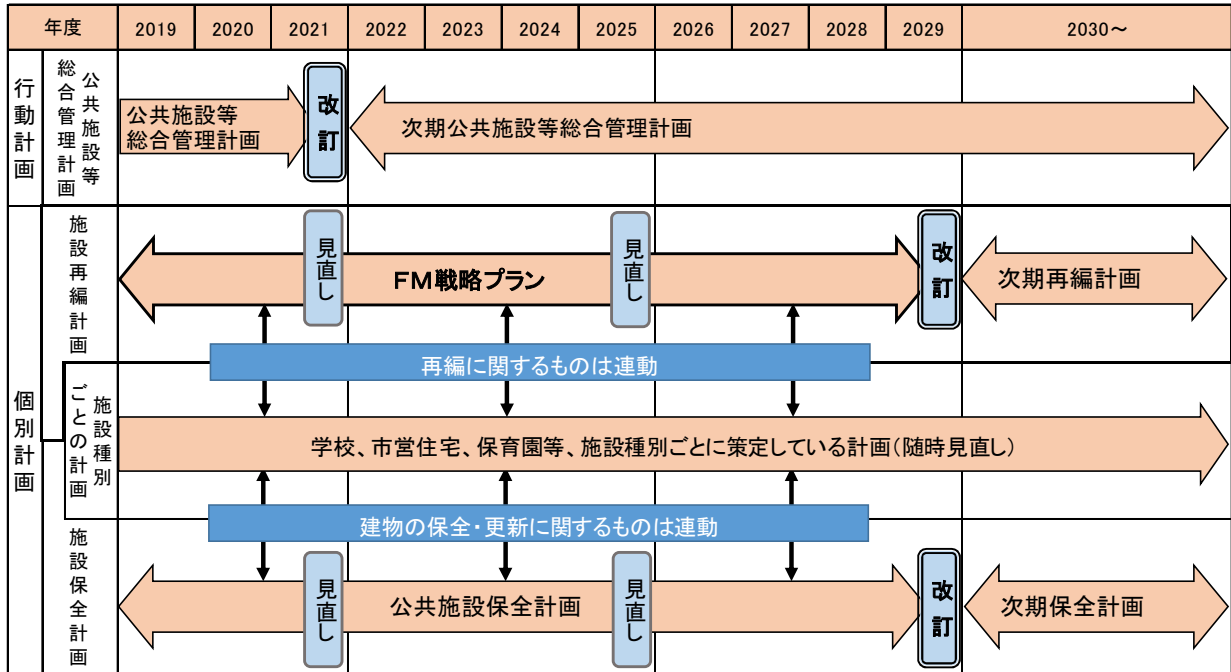 年度
2019
2020
2021
2022
2023
2024
2025
2026
2027
2028
2029
2030～
行動計画
公共施設等
総合管理計画
公共施設等
総合管理計画
改訂
次期公共施設等総合管理計画
個別計画
施設再編計画
見直し
FM戦略プラン
見直し
改訂
次期再編計画
再編に関するものは連動
施設種別
ごとの計画
学校、市営住宅、保育園等、施設種別ごとに策定している計画(随時見直し)
建物の保全・更新に関するものは連動
施設保全計画
見直し
公共施設保全計画
見直し
改訂
次期保全計画